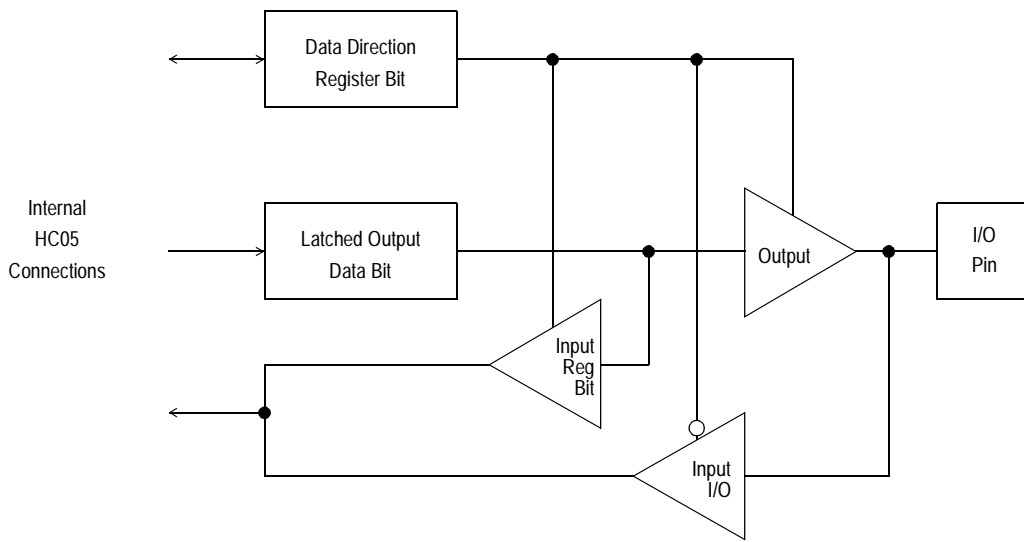 Data Direction
Register Bit
Internal
HC05
Connections
Latched Output
Data Bit
Output
I/O
Pin
Input
Reg
Bit
Input
I/O